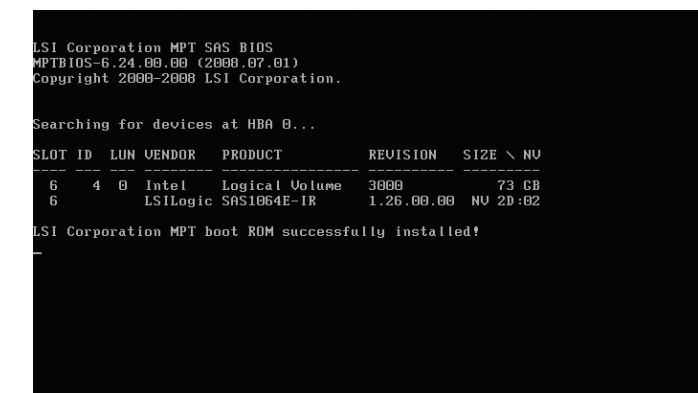 LSI Corporation MPT SAS BIOS
MPTBIOS-6.24.00.00 (2008.07.01)
Copyright 2000-2008 LSI Corporation.
Searching for devices at HBA 0...
SLOT ID LUN VENDOR PRODUCT REVISION SIZE \ NV
---- --- --- -------- ---------------- ---------- ---------
6 4 0 Intel Logical Volume 3000 73 GB
6 LSILogic SAS1064E-IR 1.26.00.00 NV 2D:02
LSI Corporation MPT boot ROM successfully installed!
_